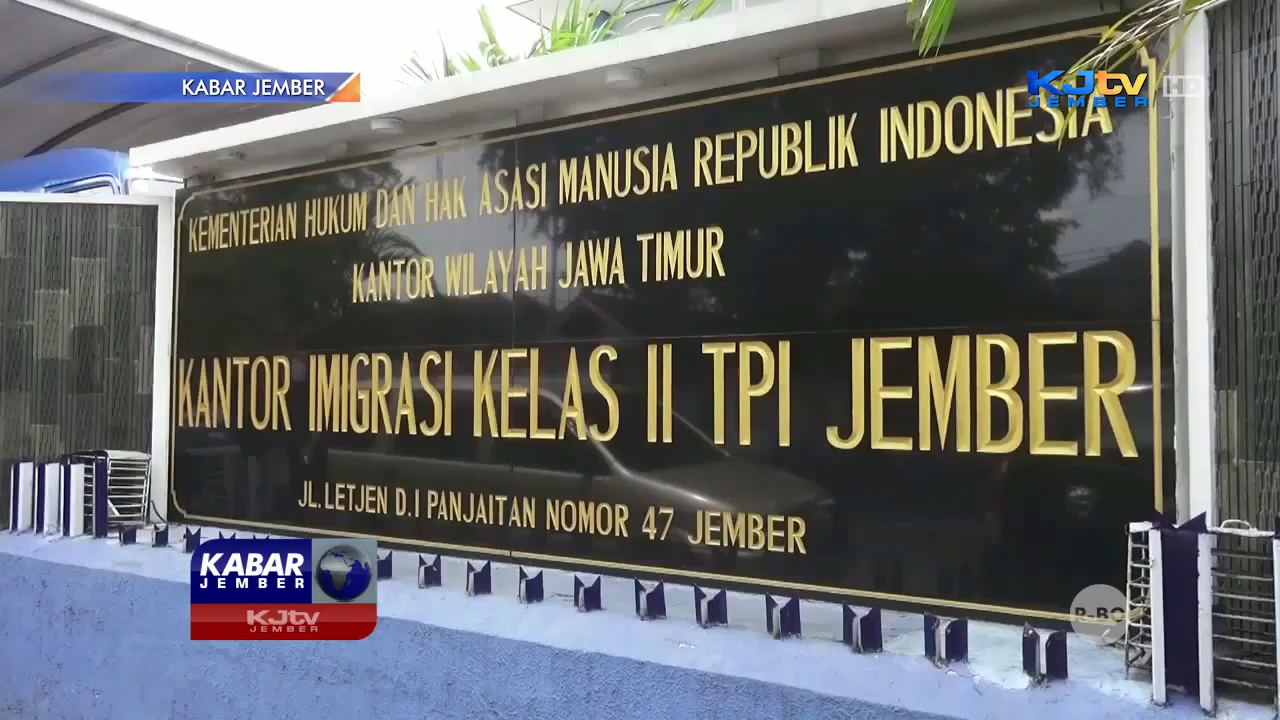 KABAR JEMBER
KJtv HD
JEMBER
KEMENTERIAN HUKUM DAN HAK ASASI MANUSIA REPUBLIK INDONESIA
KANTOR WILAYAH JAWA TIMUR
KANTOR IMIGRASI KELAS II TPI JEMBER
JL. LETJEN D.I PANJAITAN NOMOR 47 JEMBER
KABAR
JEMBER
KJtv
JEMBER